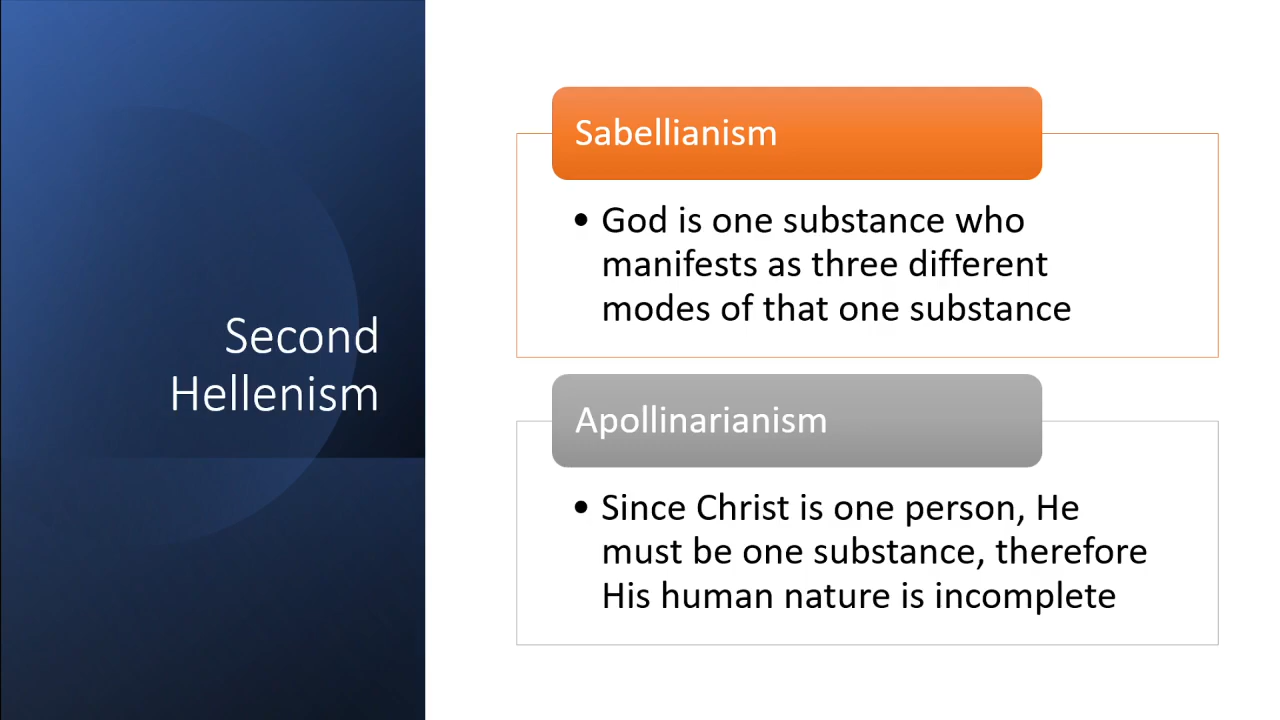 Second
Hellenism
Sabellianism
• God is one substance who
manifests as three different
modes of that one substance
Apollinarianism
• Since Christ is one person, He
must be one substance, therefore
His human nature is incomplete